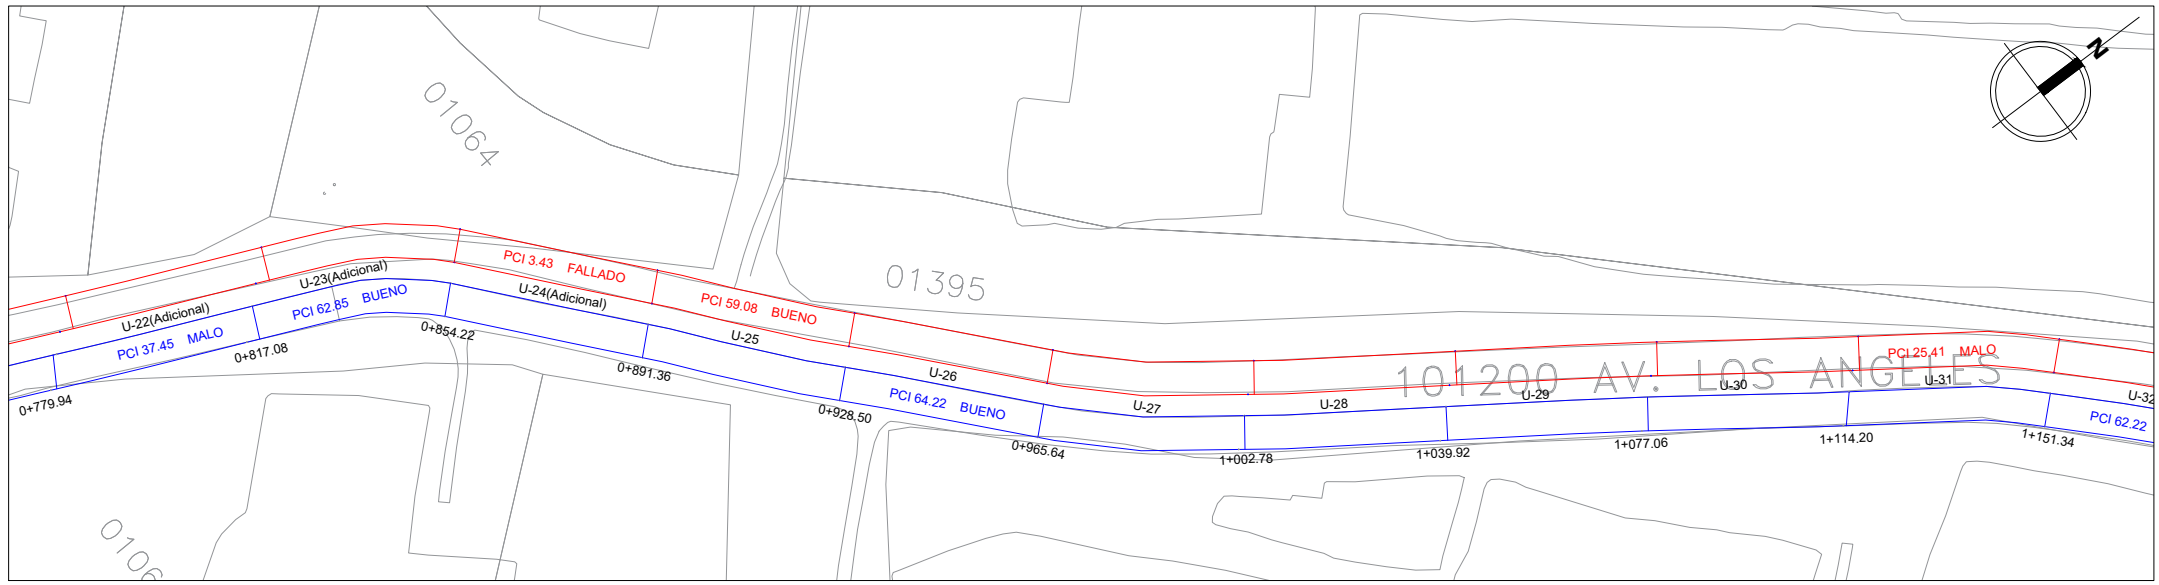 N
01064
01395
PCI 3.43 FALLADO
PCI 59.08 BUENO
PCI 25.41 MALO
101200 AV. LOS ANGELES
U-22(Adicional)
U-23(Adicional)
U-24(Adicional)
U-25
U-26
U-27
U-28
U-29
U-30
U-31
U-32
PCI 37.45 MALO
PCI 62.85 BUENO
PCI 64.22 BUENO
PCI 62.22
0+779.94
0+817.08
0+854.22
0+891.36
0+928.50
0+965.64
1+002.78
1+039.92
1+077.06
1+114.20
1+151.34
0106